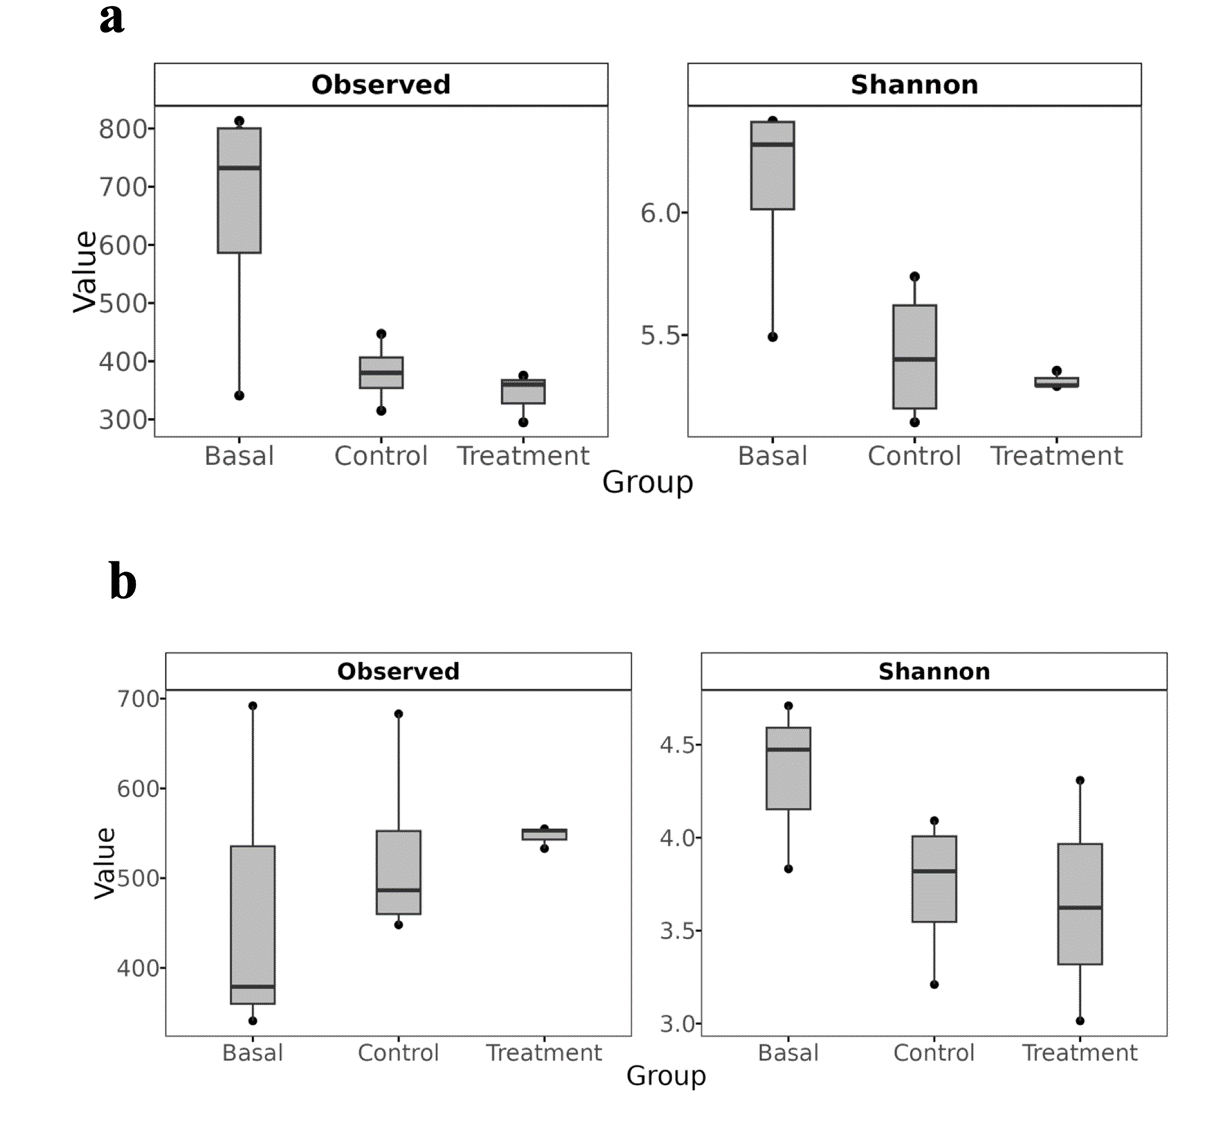 a
Observed
Shannon
Value
800
700
600
500
400
300
6.0
5.5
Basal
Control
Treatment
Basal
Control
Treatment
Group
b
Observed
Shannon
Value
700
600
500
400
4.5
4.0
3.5
3.0
Basal
Control
Treatment
Basal
Control
Treatment
Group